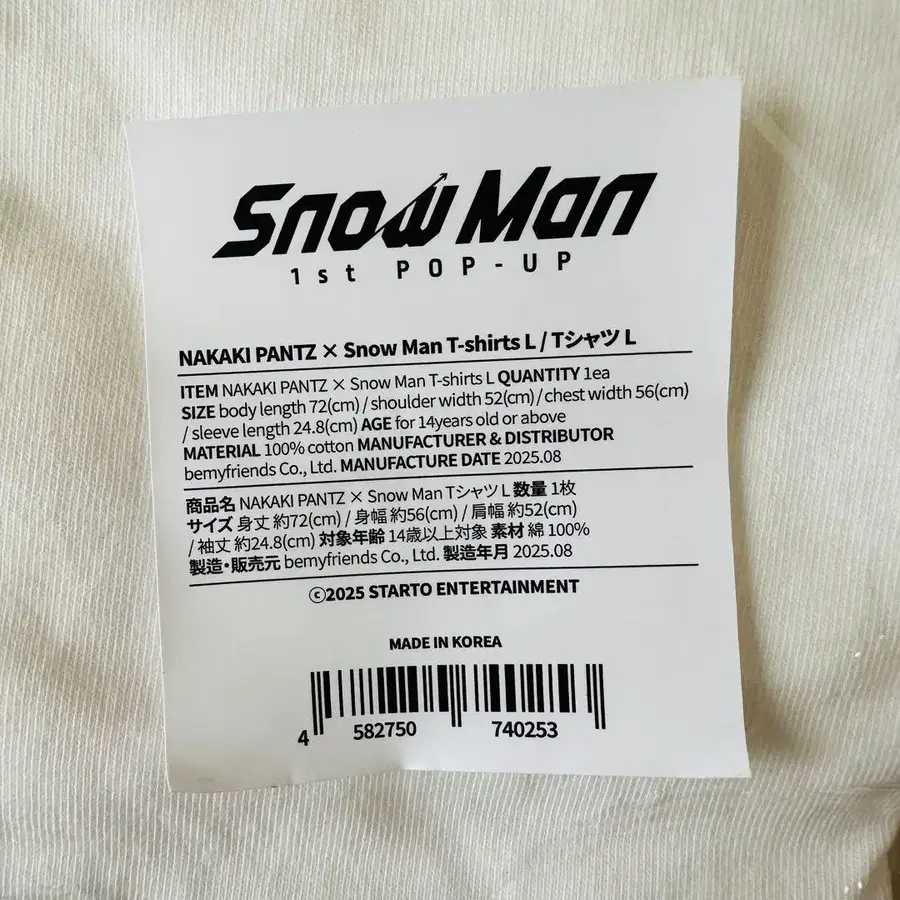 Snow Man
1st POP-UP
NAKAKI PANTZ × Snow Man T-shirts L / Tシャツ L
ITEM NAKAKI PANTZ × Snow Man T-shirts L QUANTITY 1ea
SIZE body length 72(cm) / shoulder width 52(cm) / chest width 56(cm)
/ sleeve length 24.8(cm) AGE for 14years old or above
MATERIAL 100% cotton MANUFACTURER & DISTRIBUTOR
bemyfriends Co., Ltd. MANUFACTURE DATE 2025.08
商品名 NAKAKI PANTZ × Snow Man Tシャツ L 数量 1枚
サイズ 身丈 約72(cm) / 身幅 約56(cm) / 肩幅 約52(cm)
/ 袖丈 約24.8(cm) 対象年齢 14歳以上対象 素材 綿 100%
製造・販売元 bemyfriends Co., Ltd. 製造年月 2025.08
ⓒ2025 STARTO ENTERTAINMENT
MADE IN KOREA
4 582750 740253